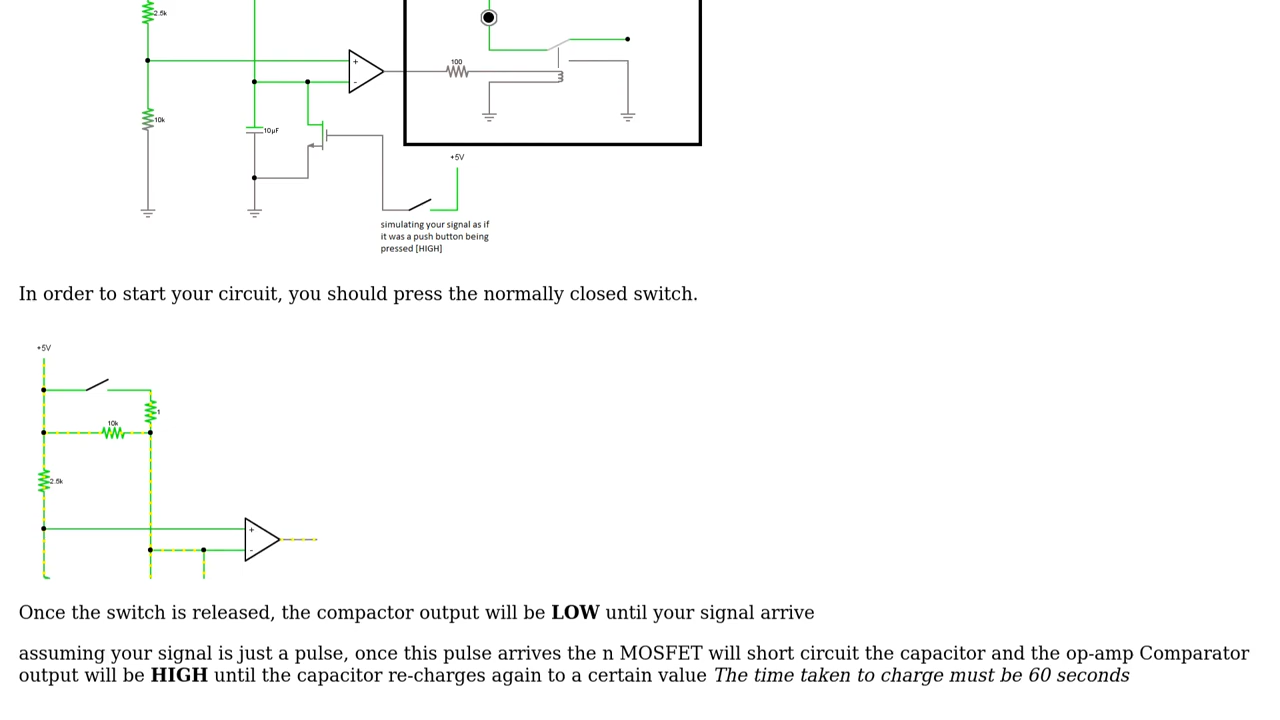 2.5k
100
+
-
10k
10μF
+5V
simulating your signal as if
it was a push button being
pressed [HIGH]
In order to start your circuit, you should press the normally closed switch.
+5V
1
10k
2.5k
+
-
Once the switch is released, the compactor output will be LOW until your signal arrive
assuming your signal is just a pulse, once this pulse arrives the n MOSFET will short circuit the capacitor and the op-amp Comparator
output will be HIGH until the capacitor re-charges again to a certain value The time taken to charge must be 60 seconds